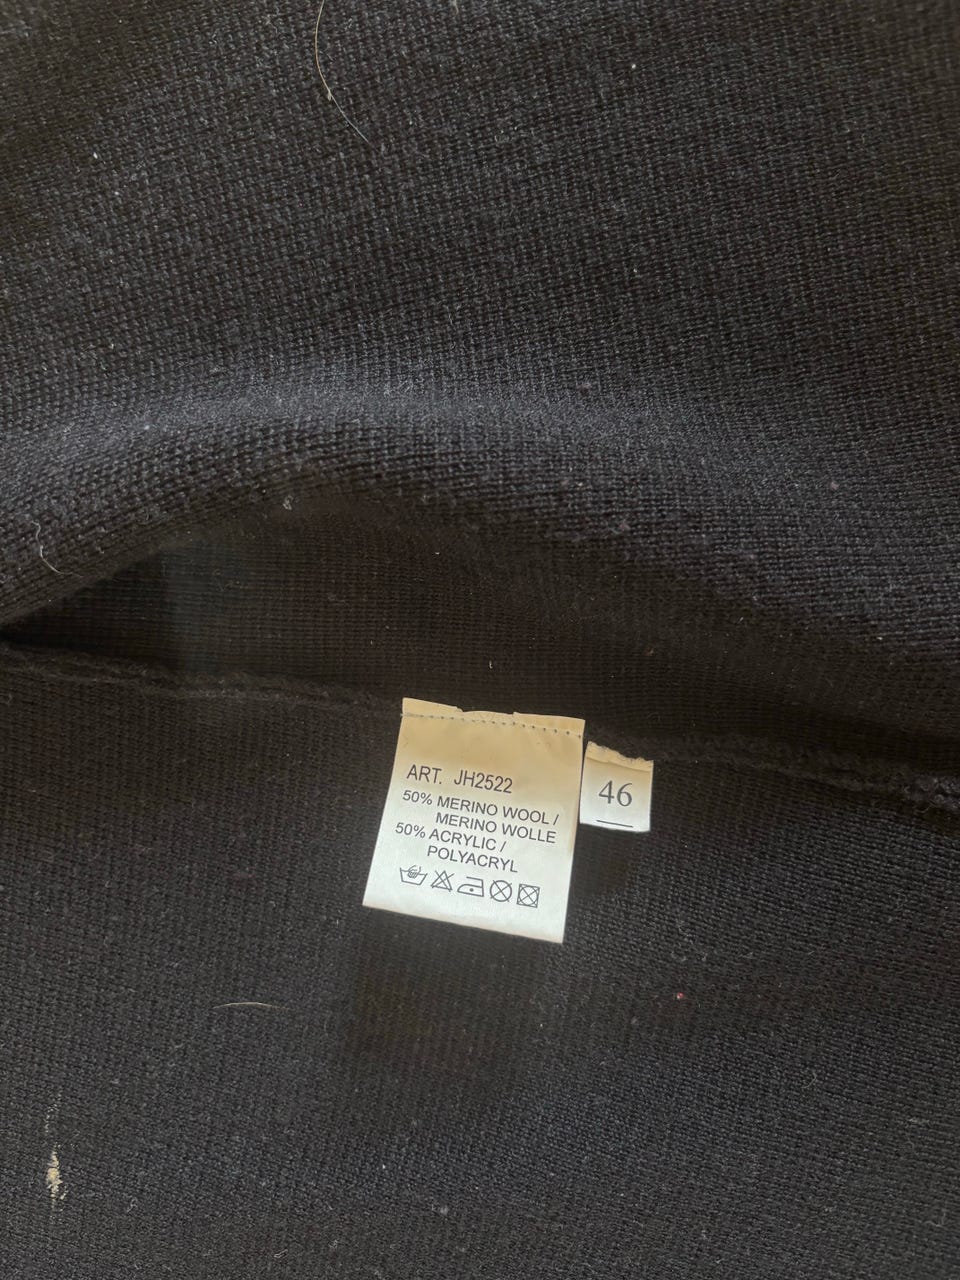 ART. JH2522
50% MERINO WOOL /
MERINO WOLLE
50% ACRYLIC /
POLYACRYL
46